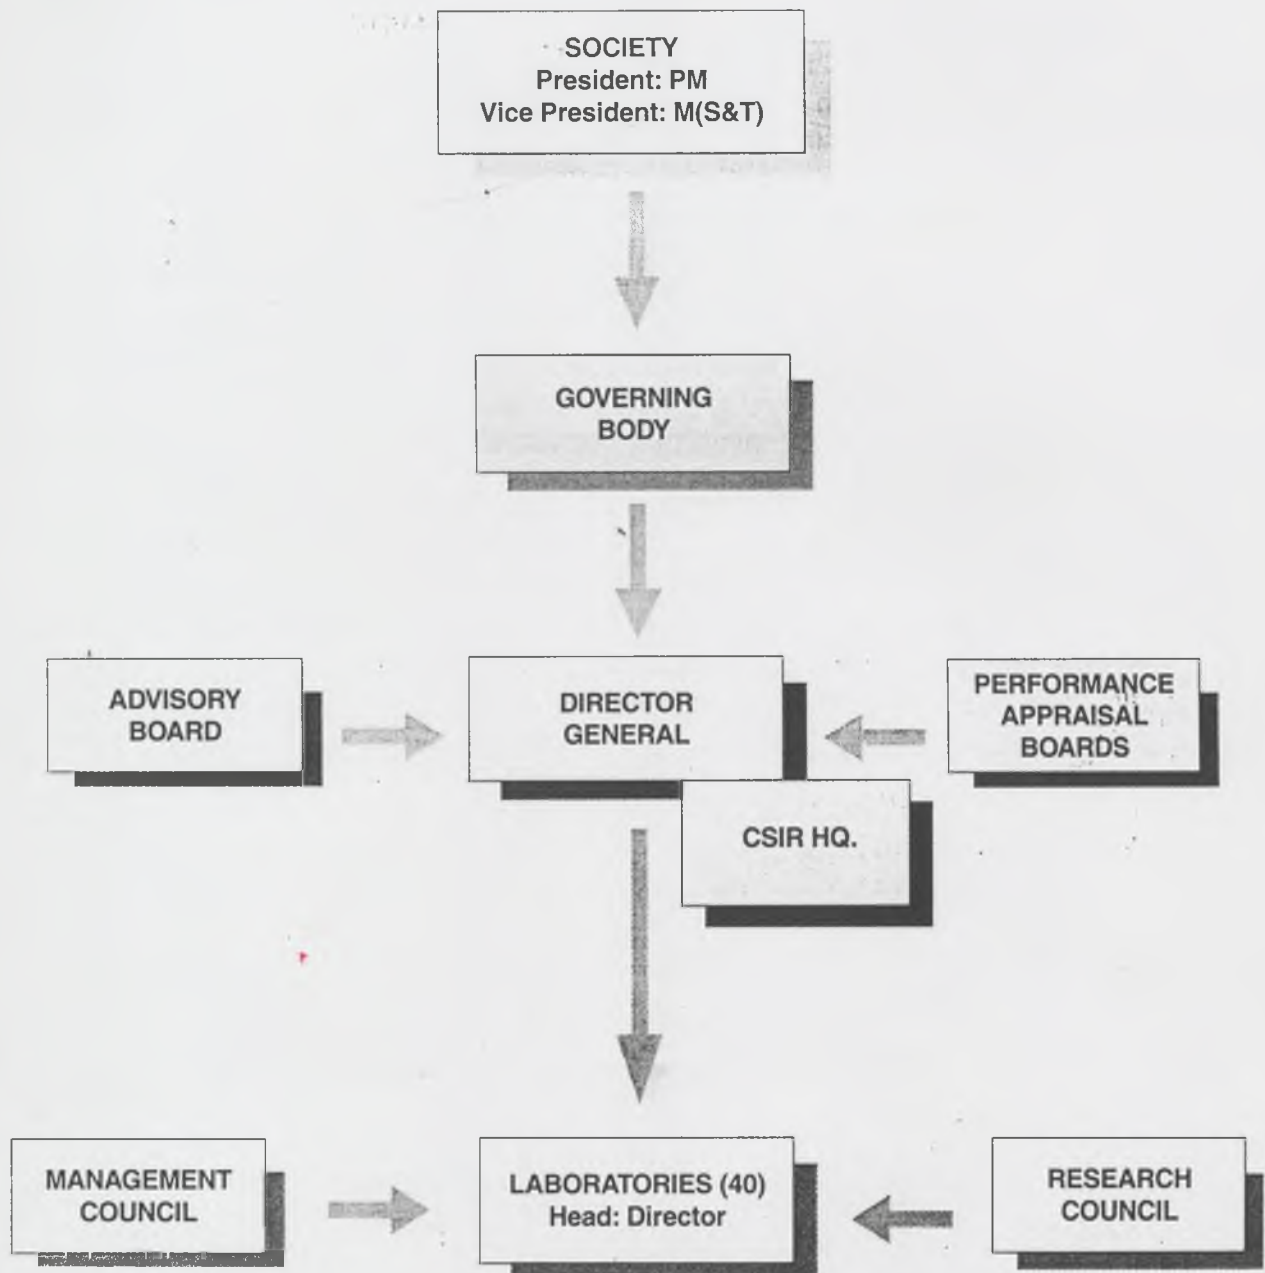 SOCIETY
President: PM
Vice President: M(S&T)
GOVERNING
BODY
ADVISORY
BOARD
DIRECTOR
GENERAL
PERFORMANCE
APPRAISAL
BOARDS
CSIR HQ.
MANAGEMENT
COUNCIL
LABORATORIES (40)
Head: Director
RESEARCH
COUNCIL